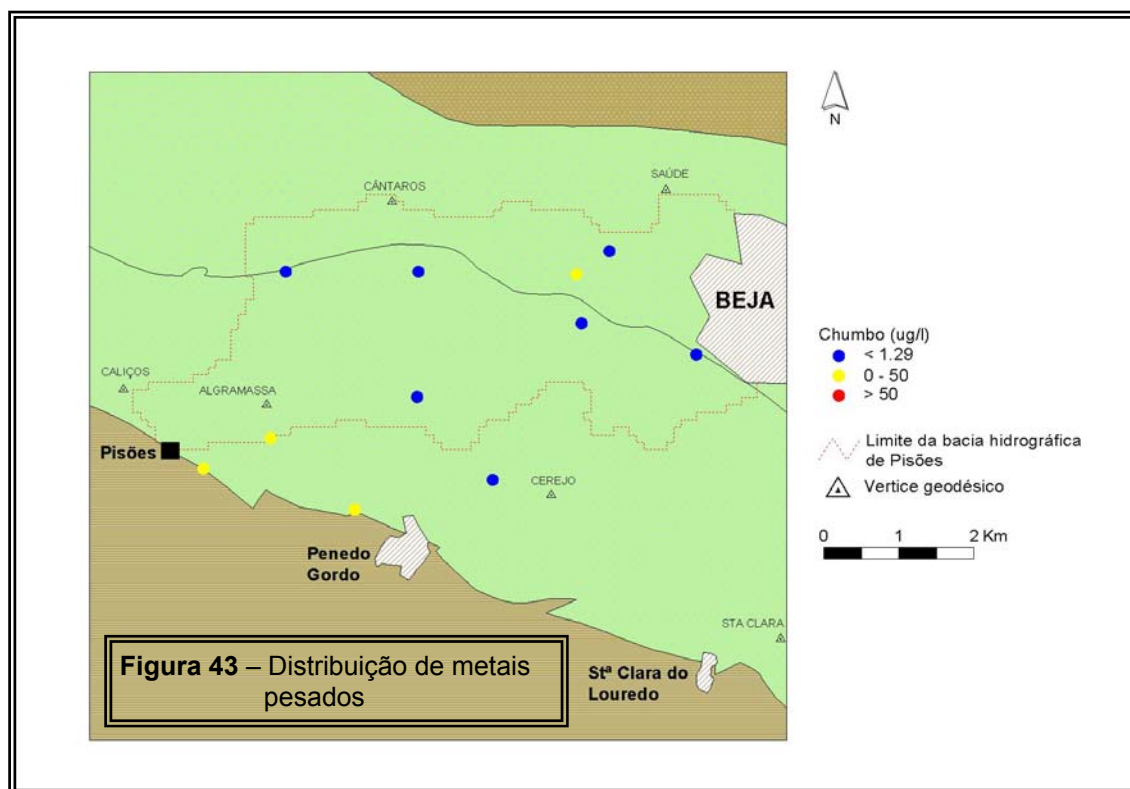 CÂNTAROS
SAÚDE
N
BEJA
CALIÇOS
ALGRAMASSA
Pisões
CEREJO
Penedo
Gordo
STA CLARA
Stª Clara do
Louredo
Chumbo (ug/l)
< 1.29
0 - 50
> 50
Limite da bacia hidrográfica
de Pisões
Vertice geodésico
0 1 2 Km
Figura 43 – Distribuição de metais
pesados